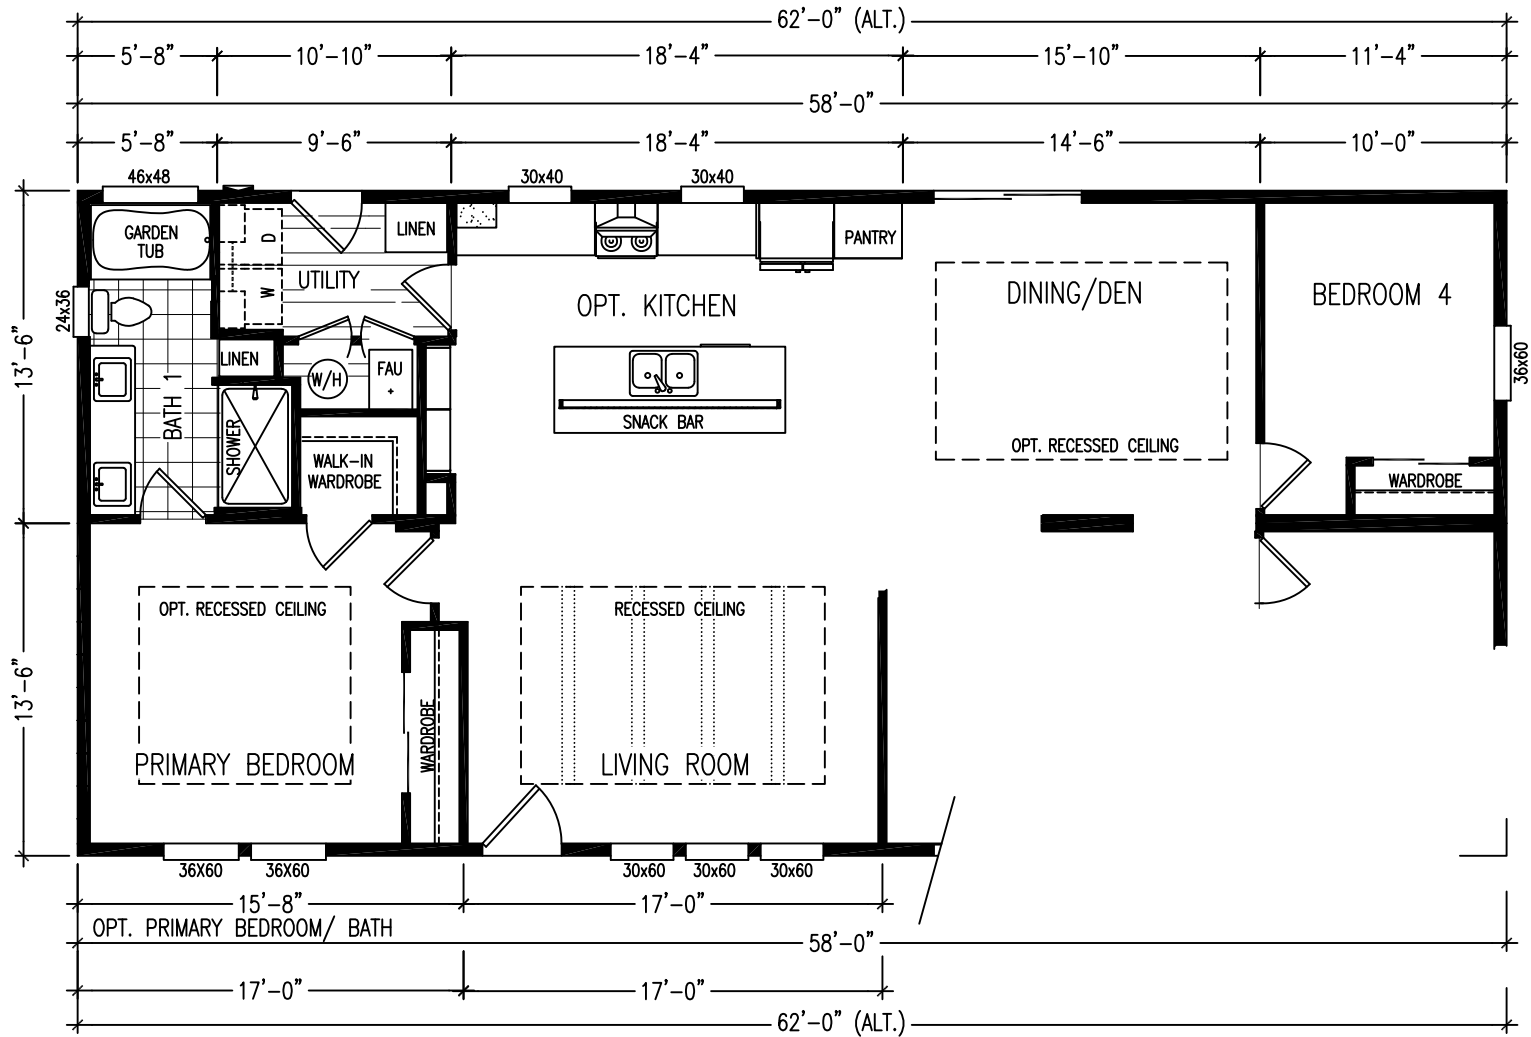 62'-0" (ALT.)
5'-8" 10'-10" 18'-4" 15'-10" 11'-4"
58'-0"
5'-8" 9'-6" 18'-4" 14'-6" 10'-0"
46x48 30x40 30x40
GARDEN
TUB
D
W
LINEN
UTILITY
PANTRY
OPT. KITCHEN
DINING/DEN
BEDROOM 4
24x36
13'-6"
36x60
LINEN
W/H
FAU
+
BATH 1
SHOWER
SNACK BAR
OPT. RECESSED CEILING
WALK-IN
WARDROBE
WARDROBE
OPT. RECESSED CEILING
RECESSED CEILING
13'-6"
WARDROBE
PRIMARY BEDROOM
LIVING ROOM
36X60 36X60 30x60 30x60 30x60
15'-8" 17'-0"
OPT. PRIMARY BEDROOM/ BATH
58'-0"
17'-0" 17'-0"
62'-0" (ALT.)